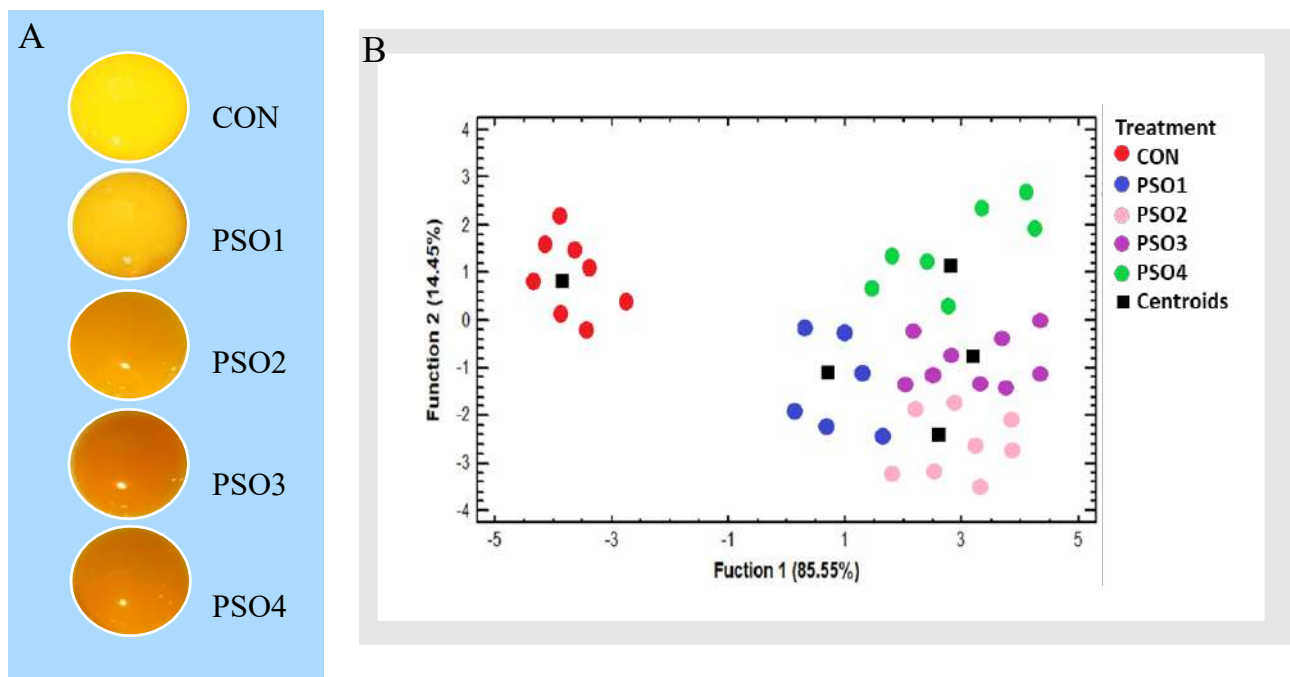 A
CON
PSO1
PSO2
PSO3
PSO4
B
4
3
2
1
0
-1
-2
-3
-4
Function 2 (14.45%)
-5
-3
-1
1
3
5
Fuction 1 (85.55%)
Treatment
CON
PSO1
PSO2
PSO3
PSO4
Centroids